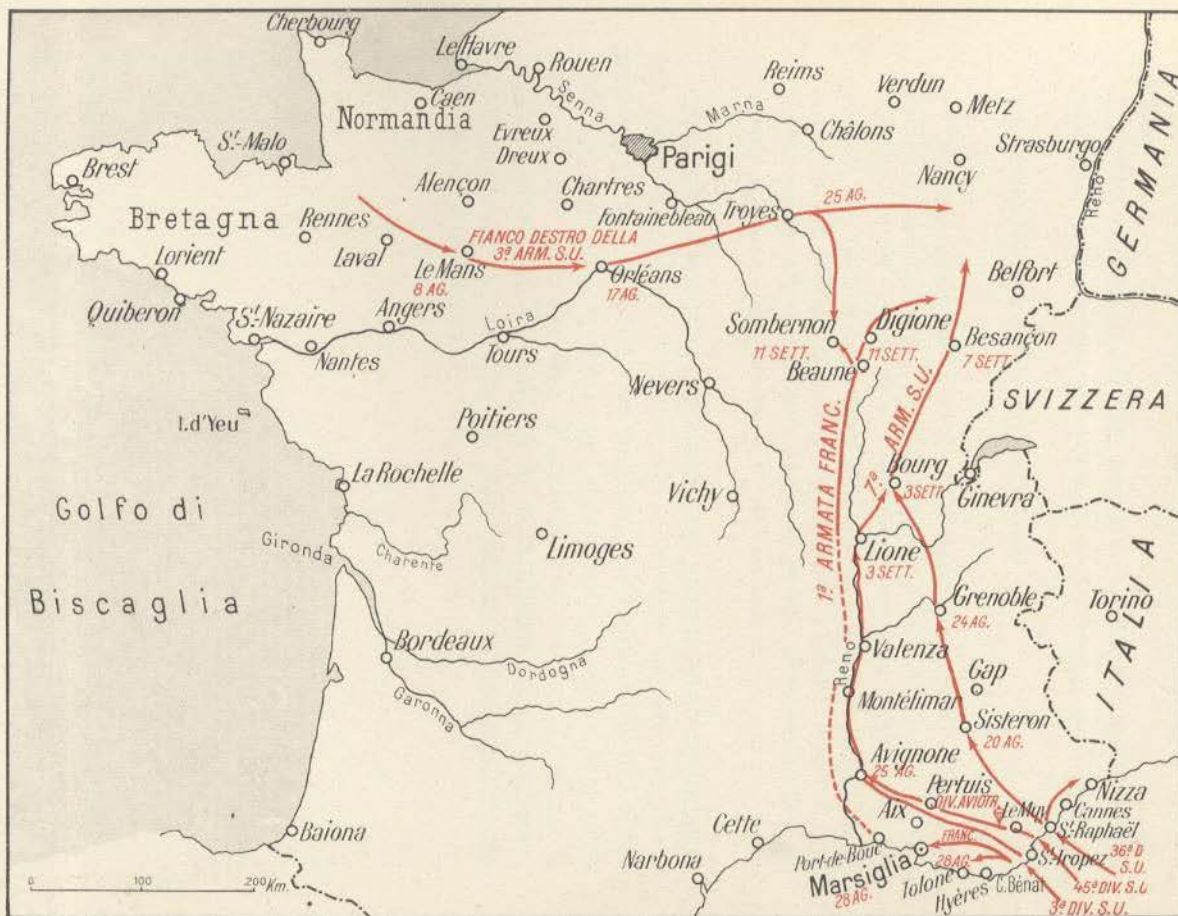 Cherbourg
Le Havre
Rouen
Senna
Reims
Verdun
Metz
GERMANIA
Caen
Normandia
Evreux
Dreux
Marna
Châlons
Parigi
Strasburgo
Reno
Nancy
St.-Malo
Brest
Alençon
Chartres
Fontainebleau
Troyes
25 AG.
Bretagna
Rennes
Laval
FIANCO DESTRO DELLA
3ª ARM. S.U.
Le Mans
8 AG.
Orléans
17 AG.
Belfort
Lorient
Quiberon
St. Nazaire
Angers
Loira
Nantes
Tours
Sombernon
11 SETT.
Digione
11 SETT.
Beaune
Besançon
7 SETT.
Nevers
SVIZZERA
I. d'Yeu
Poitiers
1ª ARMATA FRANC.
7ª ARM. S.U.
La Rochelle
Vichy
Bourg
3 SETT.
Ginevra
Golfo di
Biscaglia
Gironda
Charente
Limoges
Lione
3 SETT.
ITALIA
Grenoble
24 AG.
Torino
Bordeaux
Dordogna
Garonna
Reno
Valenza
Gap
Montélimar
Sisteron
20 AG.
Avignone
25 AG.
Pertuis
DIV. AVIOTR.
Nizza
Cannes
Le Muy
St. Raphaël
Aix
Baiona
Cette
Narbona
Port-de-Bouc
FRANC.
28 AG.
Marsiglia
28 AG.
Tolone
Hyères
C. Bénat
St. Tropez
36ª D
S.U.
45ª DIV. S.U
3ª DIV. S.U.
0 100 200 Km.